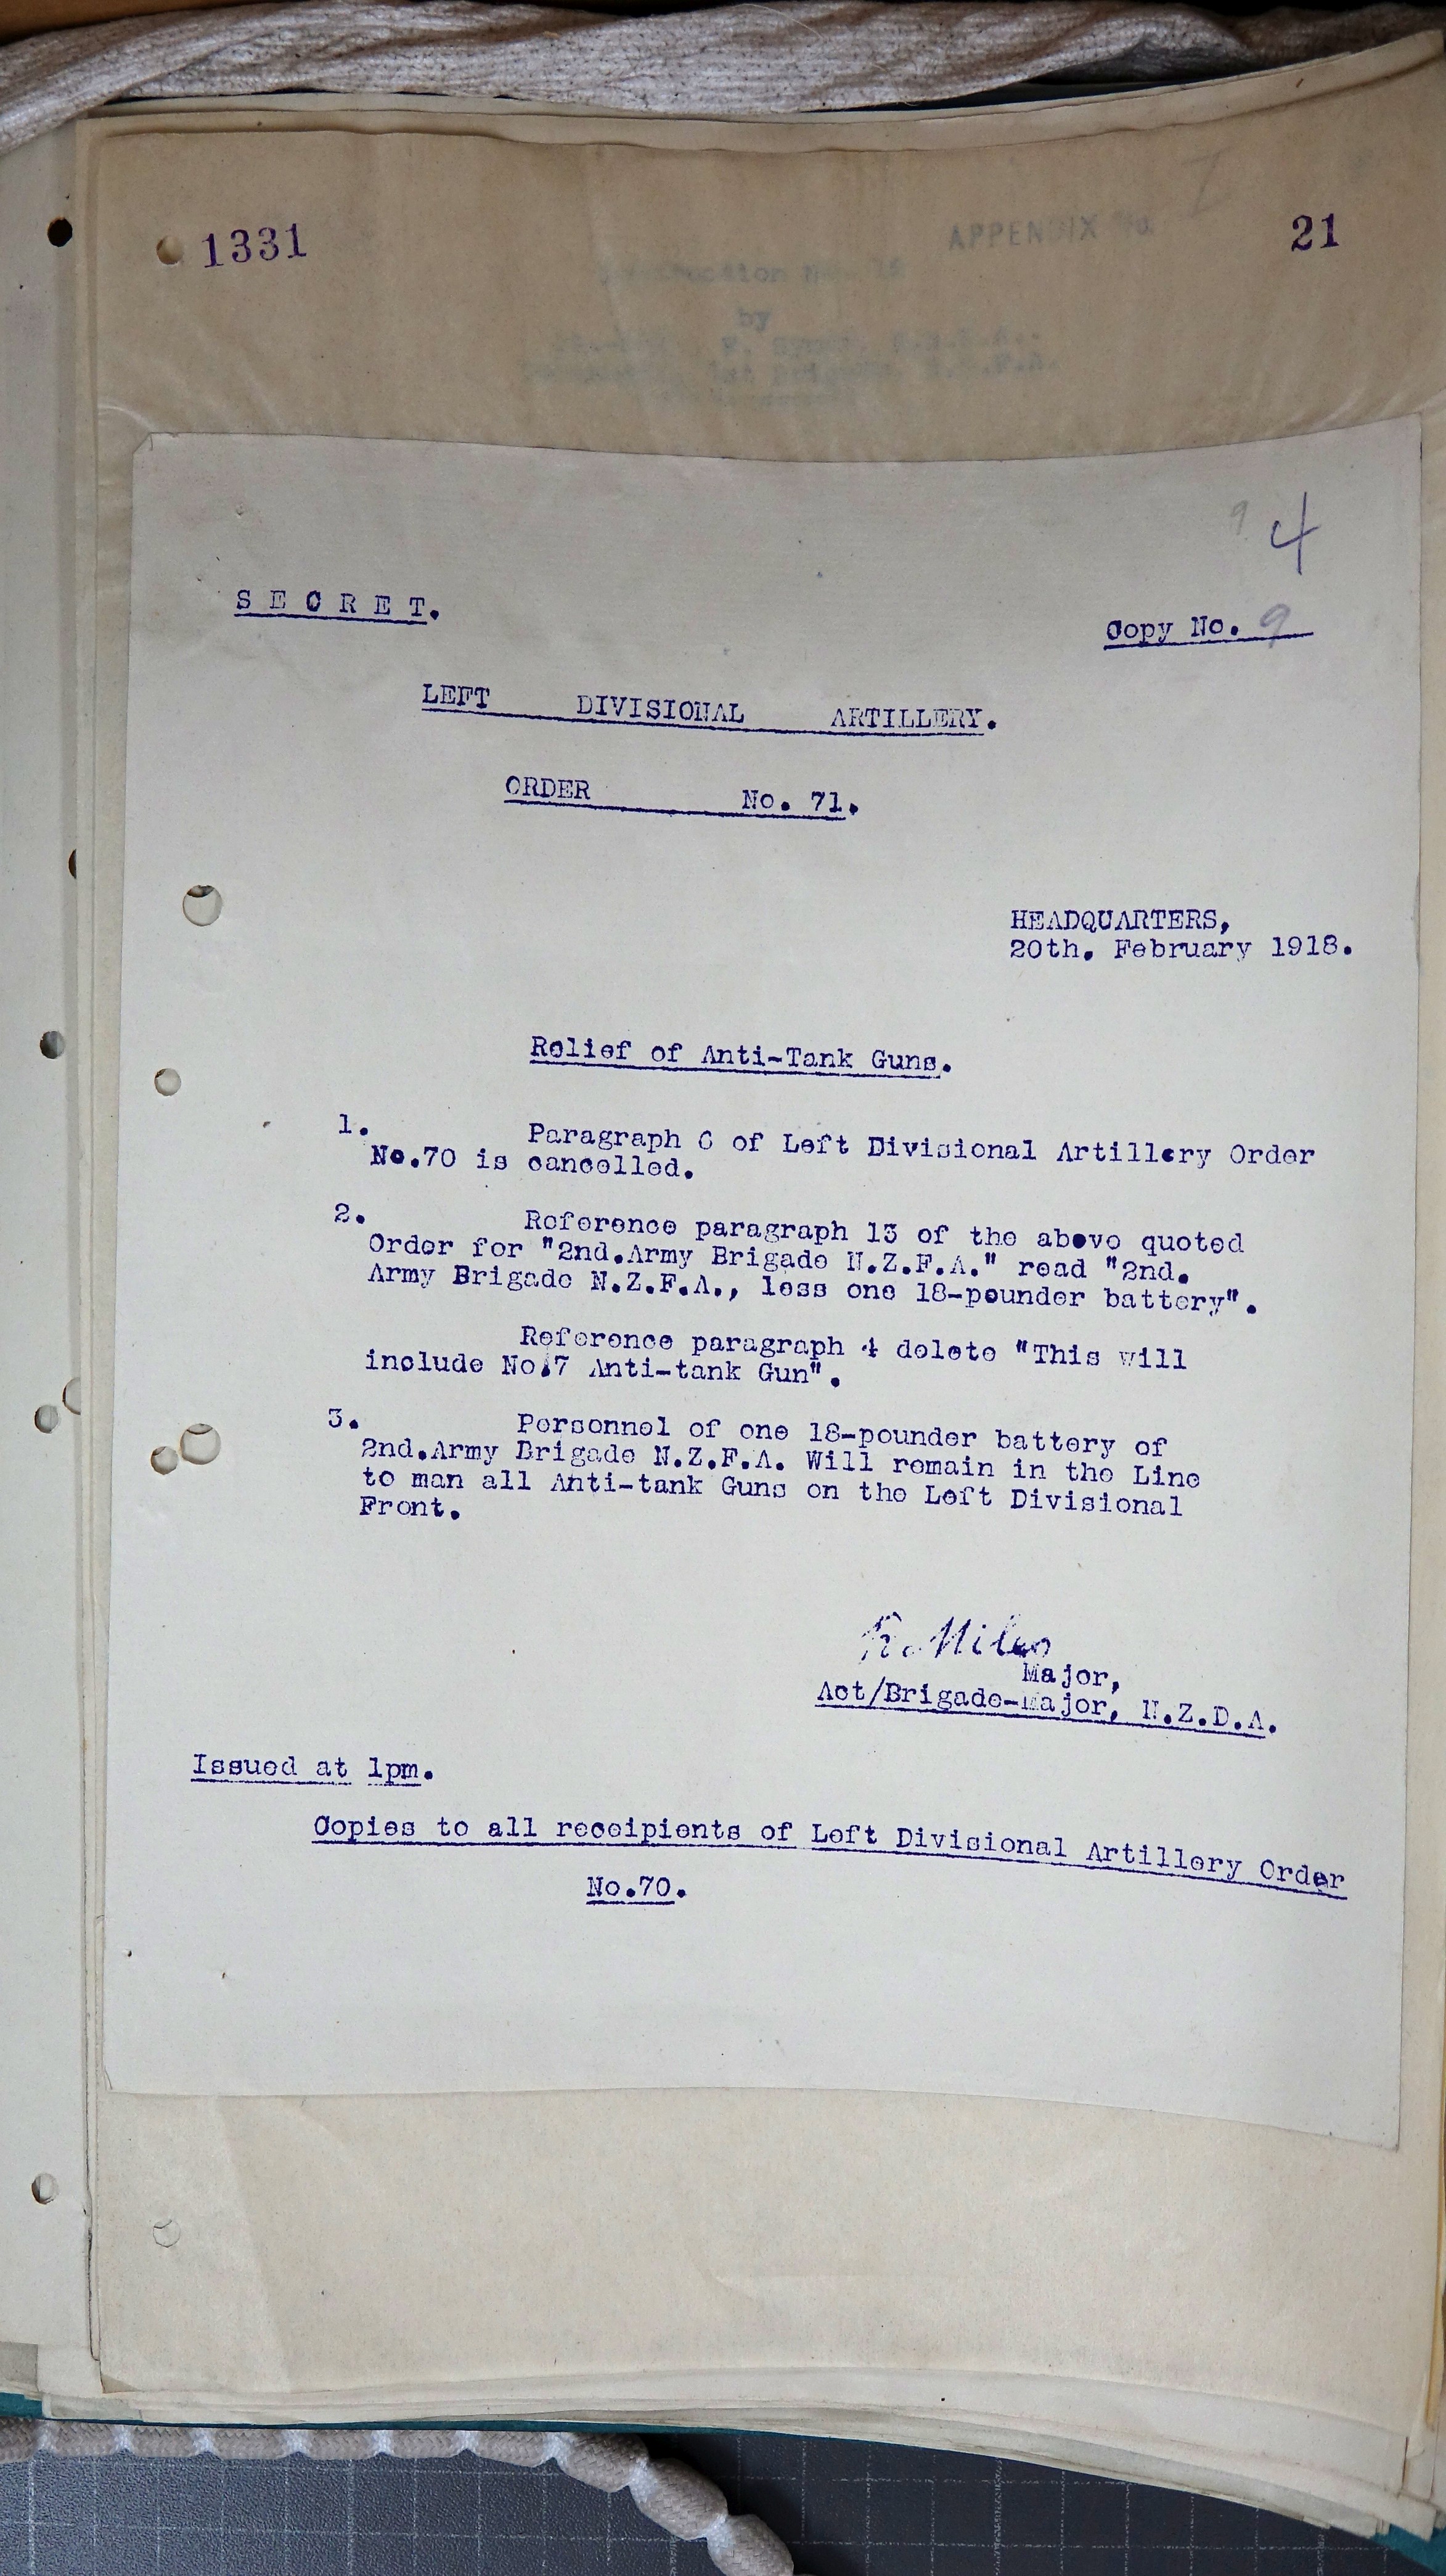 1331
APPENDIX No.
21
by
4
9
S E C R E T.
Copy No. 9
LEFT DIVISIONAL ARTILLERY.
ORDER No. 71.
HEADQUARTERS,
20th. February 1918.
Relief of Anti-Tank Guns.
1. Paragraph 6 of Left Divisional Artillery Order
No.70 is cancelled.
2. Reference paragraph 13 of the above quoted
Order for "2nd.Army Brigade N.Z.F.A." read "2nd.
Army Brigade N.Z.F.A., less one 18-pounder battery".
Reference paragraph 4 delete "This will
include No.7 Anti-tank Gun".
3. Personnel of one 18-pounder battery of
2nd.Army Brigade N.Z.F.A. Will remain in the Line
to man all Anti-tank Guns on the Left Divisional
Front.
R. Miles
Major,
Act/Brigade-Major, N.Z.D.A.
Issued at 1pm.
Copies to all receipients of Left Divisional Artillery Order
No.70.